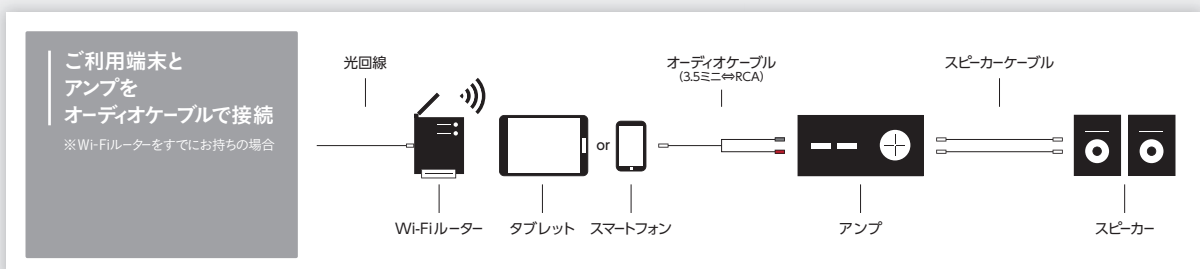 ご利用端末と
アンプを
オーディオケーブルで接続
※Wi-Fiルーターをすでにお持ちの場合
光回線
オーディオケーブル
(3.5ミニ⇔RCA)
スピーカーケーブル
or
Wi-Fiルーター
タブレット
スマートフォン
アンプ
スピーカー